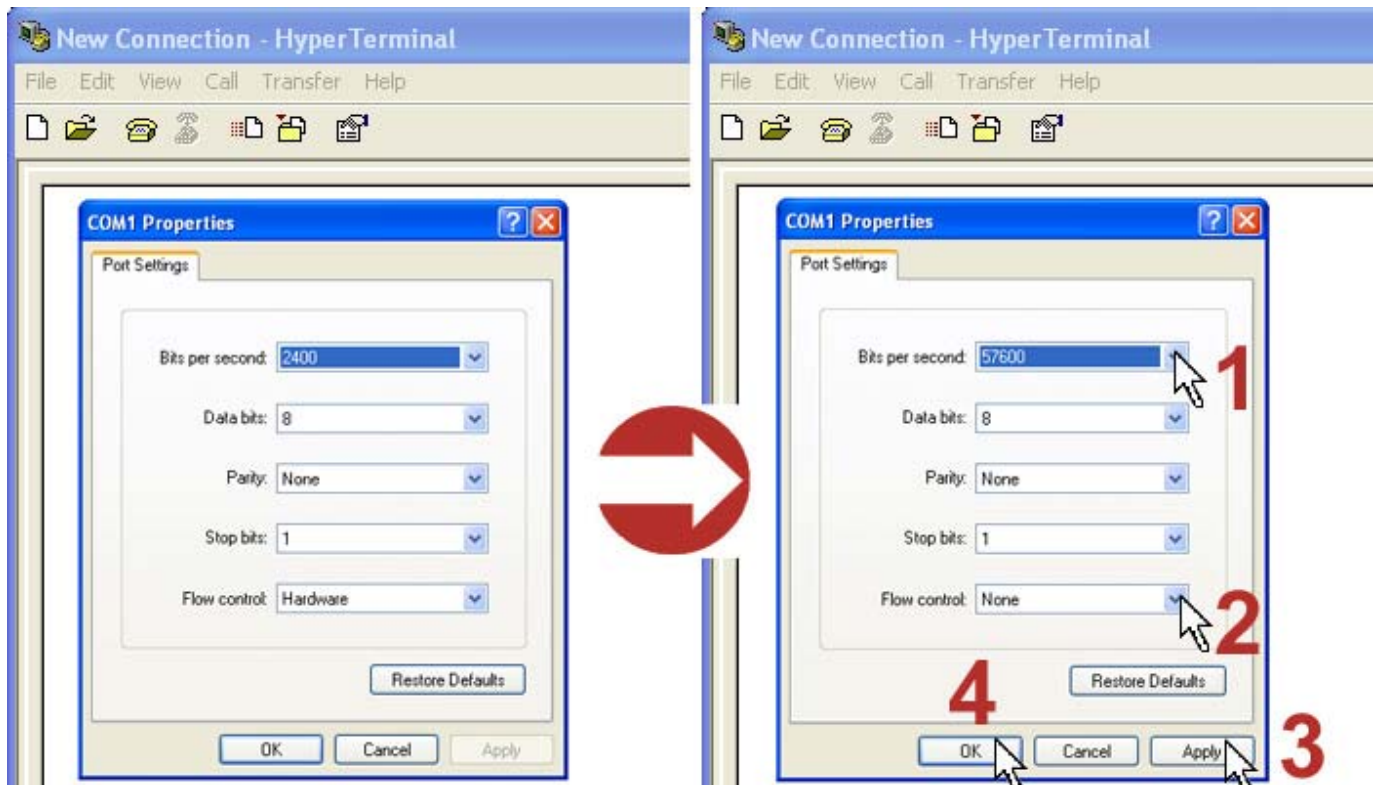 New Connection - HyperTerminal
File Edit View Call Transfer Help
COM1 Properties
Port Settings
Bits per second: 2400
Data bits: 8
Parity: None
Stop bits: 1
Flow control: Hardware
Restore Defaults
OK Cancel Apply
New Connection - HyperTerminal
File Edit View Call Transfer Help
COM1 Properties
Port Settings
Bits per second: 57600 1
Data bits: 8
Parity: None
Stop bits: 1
Flow control: None 2
4 Restore Defaults
OK Cancel Apply 3